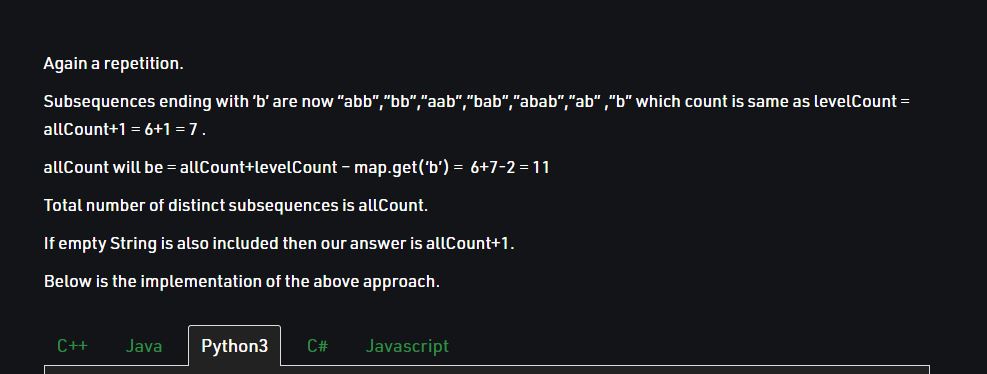 Again a repetition.
Subsequences ending with ‘b’ are now “abb”,”bb”,”aab”,”bab”,”abab”,”ab” ,”b” which count is same as levelCount =
allCount+1 = 6+1 = 7 .
allCount will be = allCount+levelCount – map.get(‘b’) =  6+7-2 = 11
Total number of distinct subsequences is allCount.
If empty String is also included then our answer is allCount+1.
Below is the implementation of the above approach.
C++ Java Python3 C# Javascript